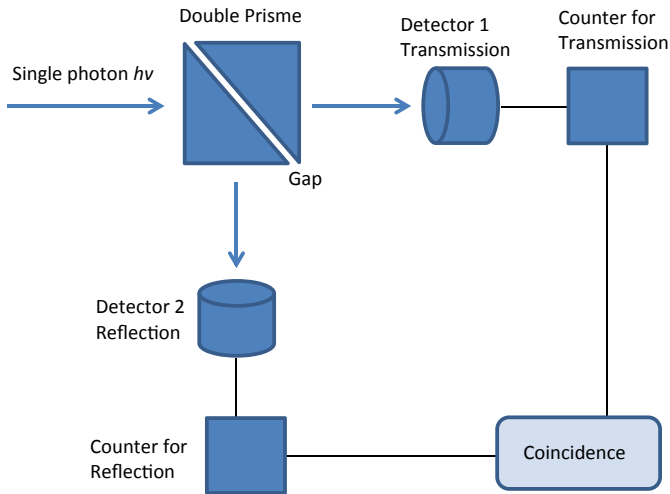 Double Prisme
Detector 1
Transmission
Counter for
Transmission
Single photon hv
Gap
Detector 2
Reflection
Counter for
Reflection
Coincidence